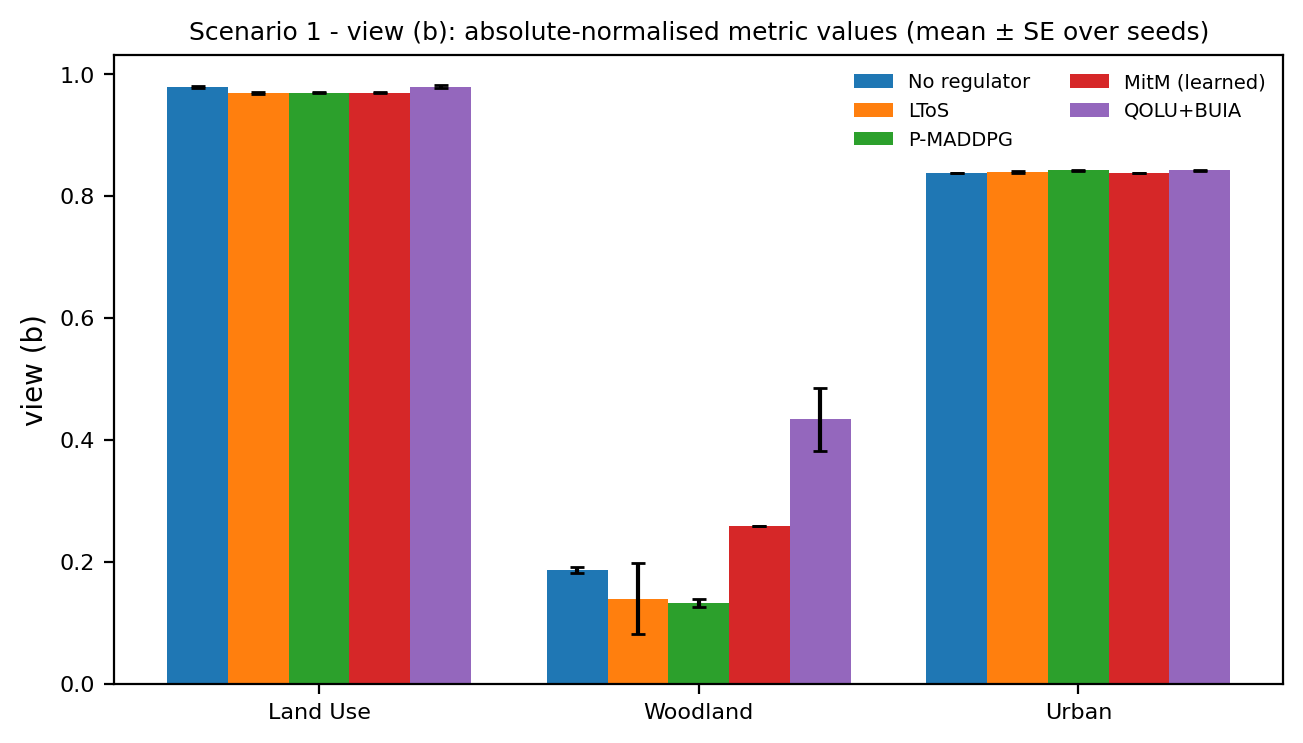 Scenario 1 - view (b): absolute-normalised metric values (mean ± SE over seeds)
No regulator
LToS
P-MADDPG
MitM (learned)
QOLU+BUIA
view (b)
1.0
0.8
0.6
0.4
0.2
0.0
Land Use
Woodland
Urban